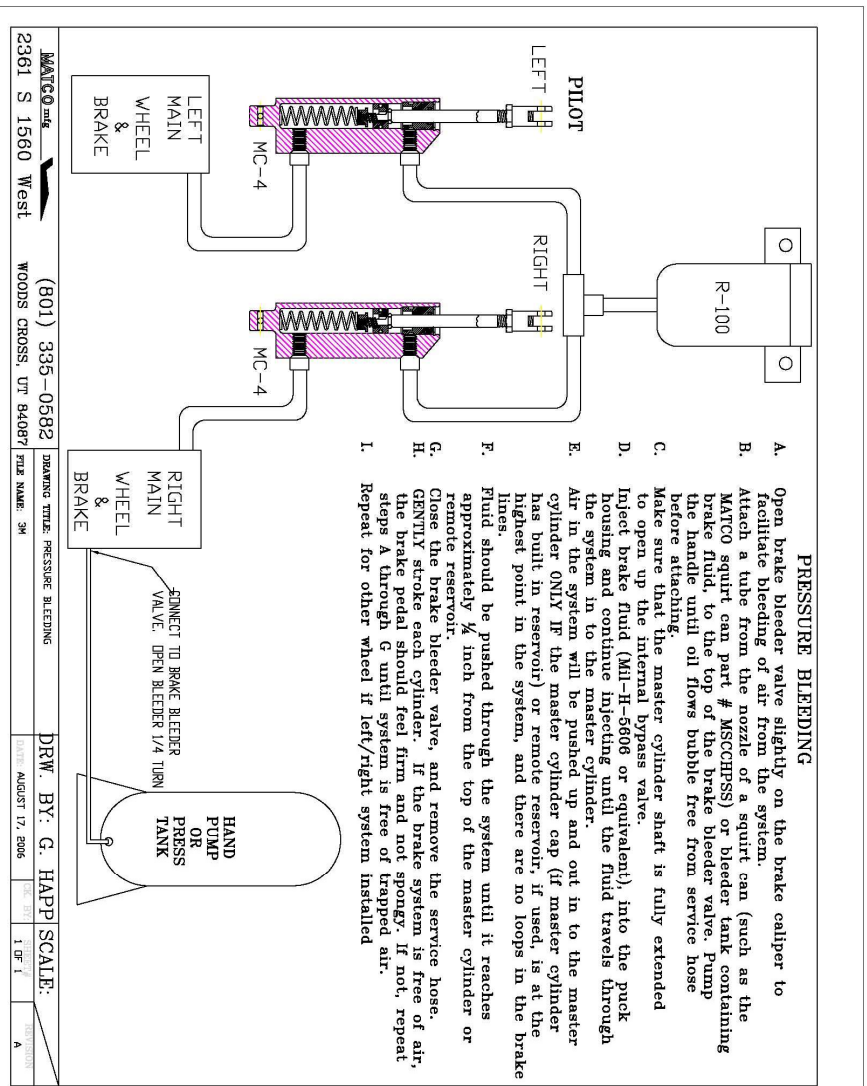 PRESSURE BLEEDING
A. Open brake bleeder valve slightly on the brake caliper to
facilitate bleeding of air from the system.
B. Attach a tube from the nozzle of a squirt can (such as the
MATCO squirt can part # MSCCHPSS) or bleeder tank containing
brake fluid, to the top of the brake bleeder valve. Pump
the handle until oil flows bubble free from service hose
before attaching.
C. Make sure that the master cylinder shaft is fully extended
to open up the internal bypass valve.
D. Inject brake fluid (Mil-H-5606 or equivalent), into the puck
housing and continue injecting until the fluid travels through
the system in to the master cylinder.
E. Air in the system will be pushed up and out in to the master
cylinder ONLY IF the master cylinder cap (if master cylinder
has built in reservoir) or remote reservoir, if used, is at the
highest point in the system, and there are no loops in the brake
lines.
F. Fluid should be pushed through the system until it reaches
approximately ¼ inch from the top of the master cylinder or
remote reservoir.
G. Close the brake bleeder valve, and remove the service hose.
H. GENTLY stroke each cylinder. If the brake system is free of air,
the brake pedal should feel firm and not spongy. If not, repeat
steps A through G until system is free of trapped air.
I. Repeat for other wheel if left/right system installed
R-100
PILOT
LEFT
RIGHT
MC-4
MC-4
LEFT
MAIN
WHEEL
&
BRAKE
RIGHT
MAIN
WHEEL
&
BRAKE
CONNECT TO BRAKE BLEEDER
VALVE. OPEN BLEEDER 1/4 TURN
HAND
PUMP
OR
PRESS
TANK
MATCO mfg
2361 S 1560 West
(801) 335-0582
WOODS CROSS, UT 84087
DRAWING TITLE: PRESSURE BLEEDING
FILE NAME: 3M
DRW. BY: G. HAPP
DATE: AUGUST 17, 2006
CK. BY:
SCALE:
SHEET#
1 OF 1
REVISION
A